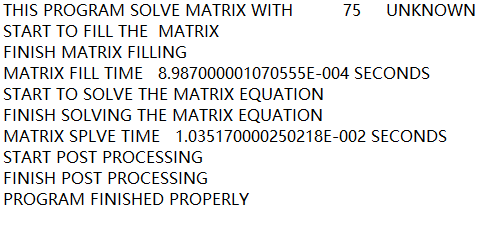 THIS PROGRAM SOLVE MATRIX WITH 75 UNKNOWN
START TO FILL THE MATRIX
FINISH MATRIX FILLING
MATRIX FILL TIME 8.987000001070555E-004 SECONDS
START TO SOLVE THE MATRIX EQUATION
FINISH SOLVING THE MATRIX EQUATION
MATRIX SPLVE TIME 1.035170000250218E-002 SECONDS
START POST PROCESSING
FINISH POST PROCESSING
PROGRAM FINISHED PROPERLY